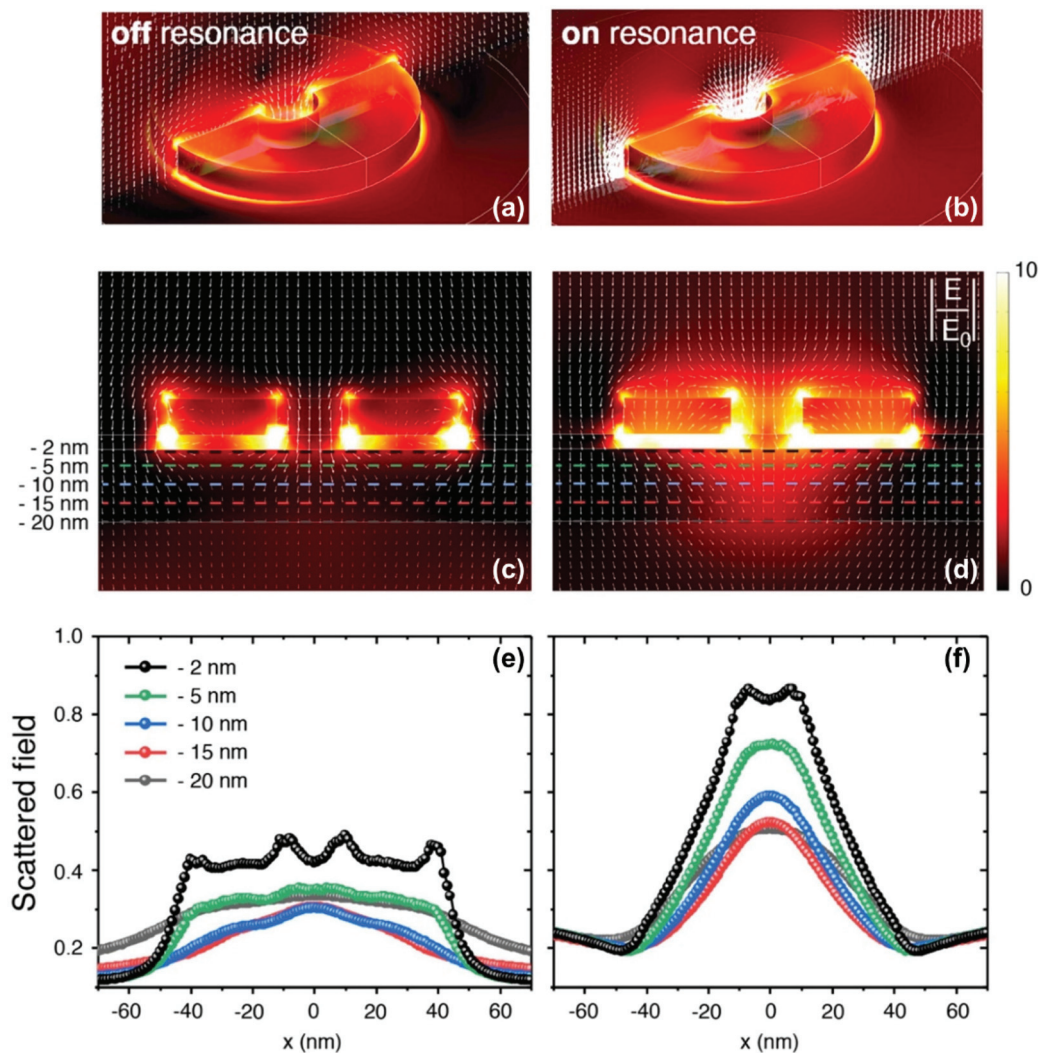 off resonance
on resonance
(a)
(b)
10
|E/E₀|
- 2 nm
- 5 nm
- 10 nm
- 15 nm
- 20 nm
(c)
(d)
0
1.0
0.8
0.6
0.4
0.2
Scattered field
(e)
- 2 nm
- 5 nm
- 10 nm
- 15 nm
- 20 nm
(f)
-60 -40 -20 0 20 40 60
-60 -40 -20 0 20 40 60
x (nm)
x (nm)